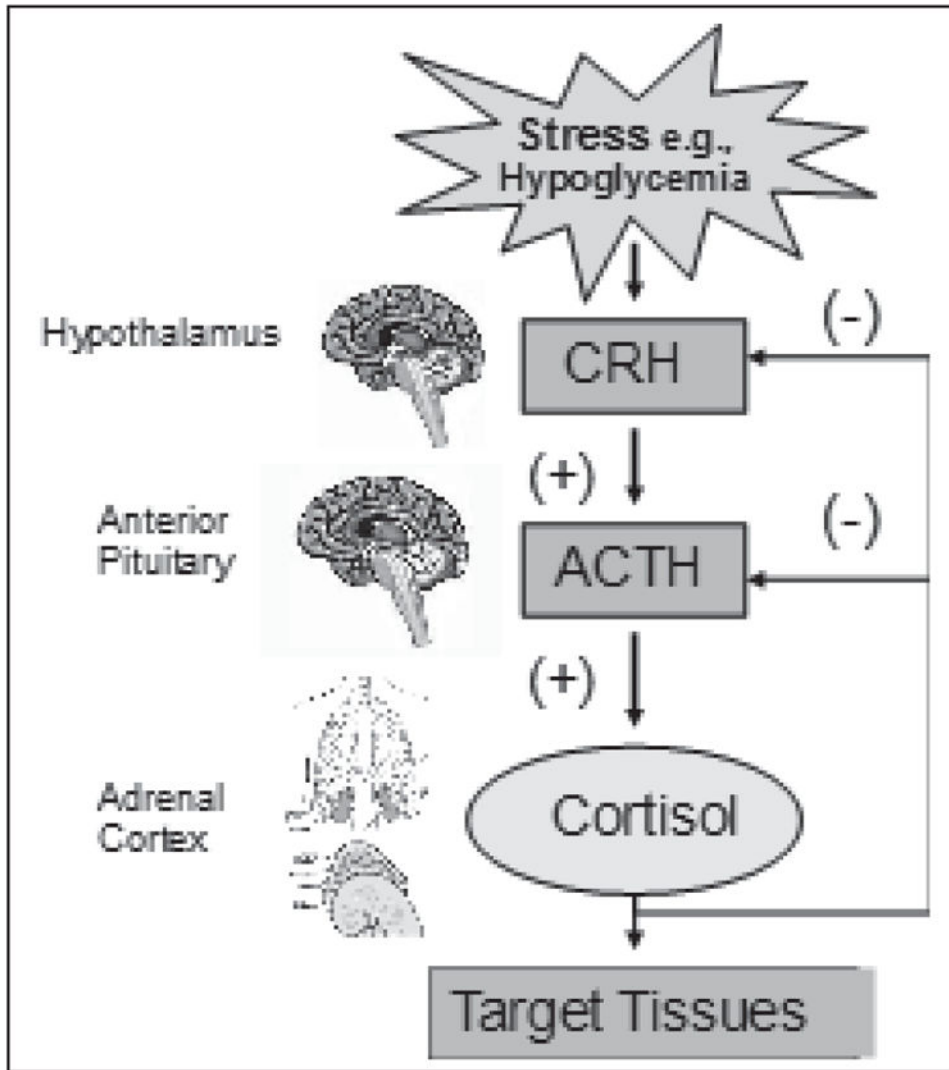 Stress e.g.,
Hypoglycemia
Hypothalamus
CRH
(-)
(+)
Anterior
Pituitary
ACTH
(-)
(+)
Adrenal
Cortex
Cortisol
Target Tissues